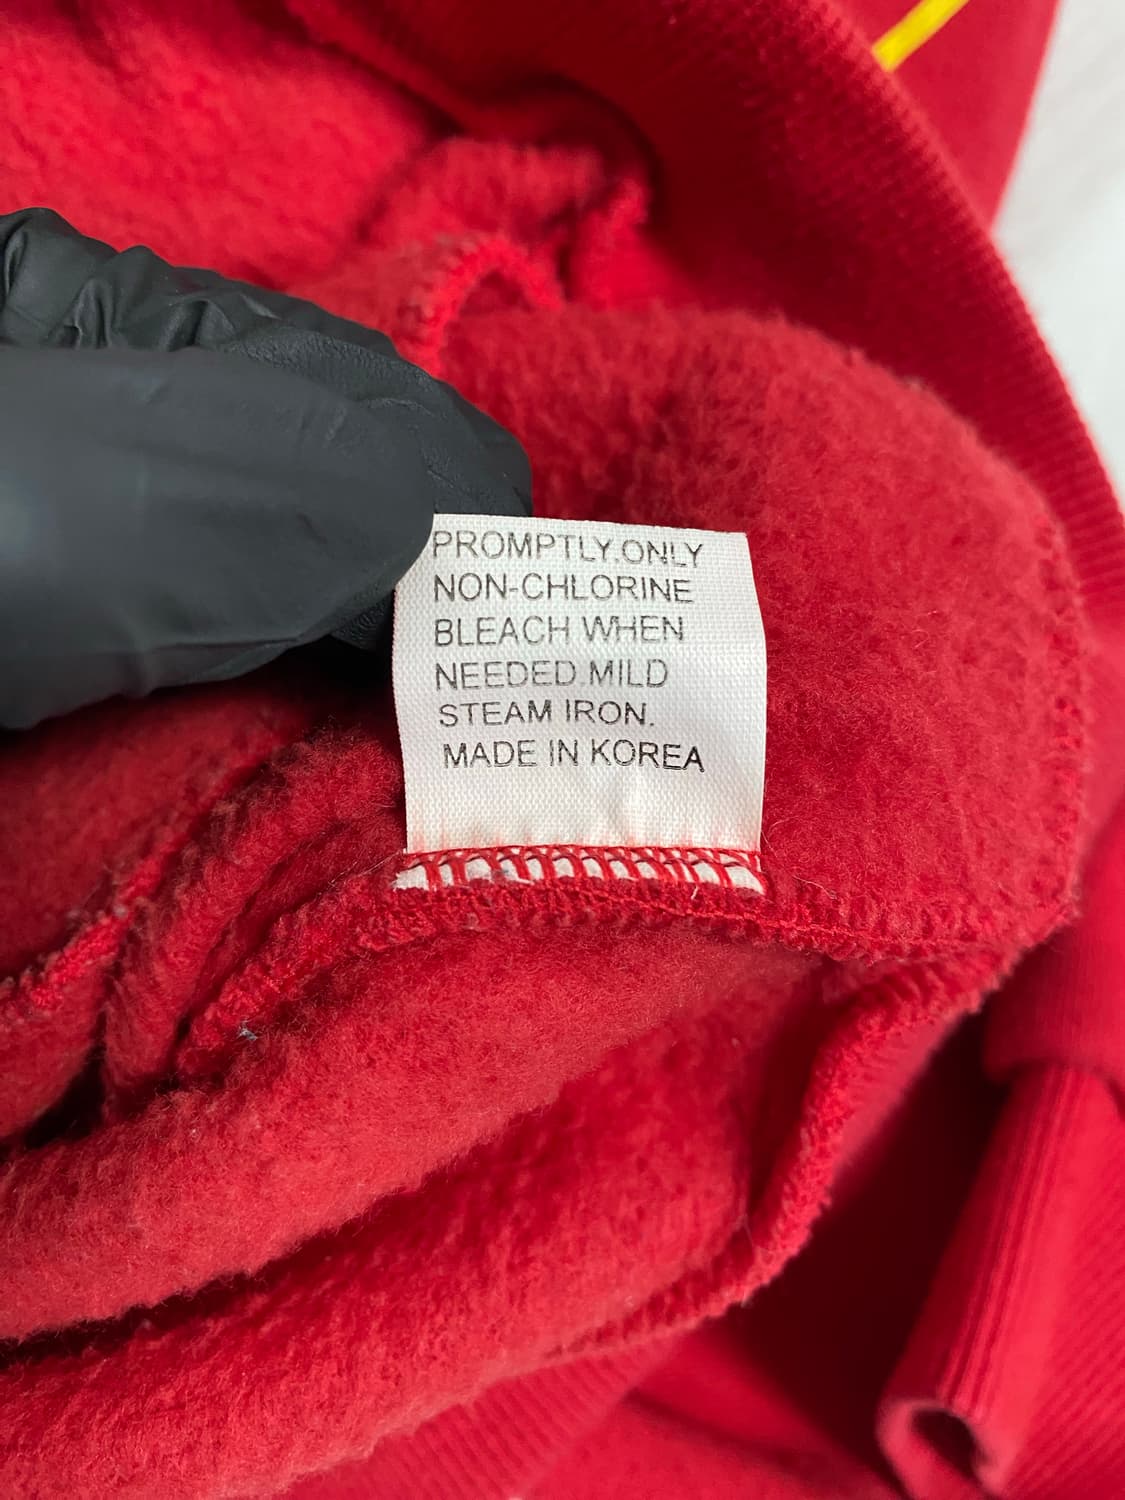 PROMPTLY.ONLY
NON-CHLORINE
BLEACH WHEN
NEEDED.MILD
STEAM IRON.
MADE IN KOREA